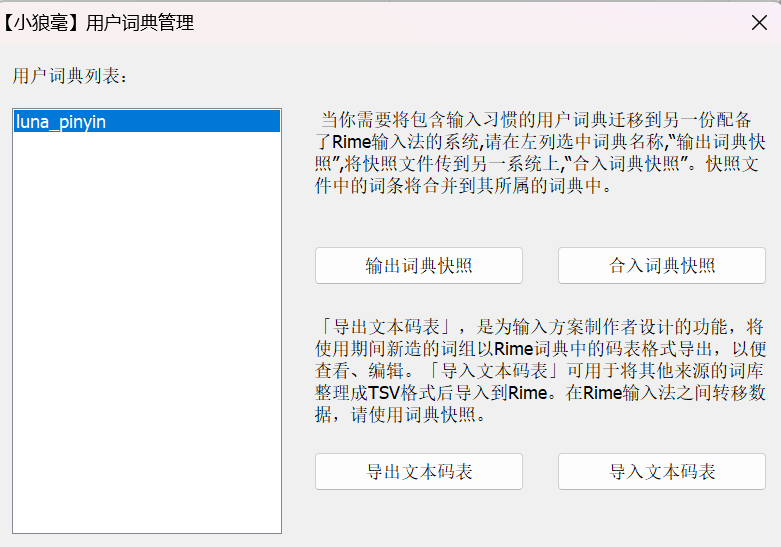 【小狼毫】用户词典管理
用户词典列表：
luna_pinyin
当你需要将包含输入习惯的用户词典迁移到另一份配备
了Rime输入法的系统,请在左列选中词典名称,“输出词典快
照”,将快照文件传到另一系统上,“合入词典快照”。快照文
件中的词条将合并到其所属的词典中。
输出词典快照
合入词典快照
「导出文本码表」，是为输入方案制作者设计的功能，将
使用期间新造的词组以Rime词典中的码表格式导出，以便
查看、编辑。「导入文本码表」可用于将其他来源的词库
整理成TSV格式后导入到Rime。在Rime输入法之间转移数
据，请使用词典快照。
导出文本码表
导入文本码表